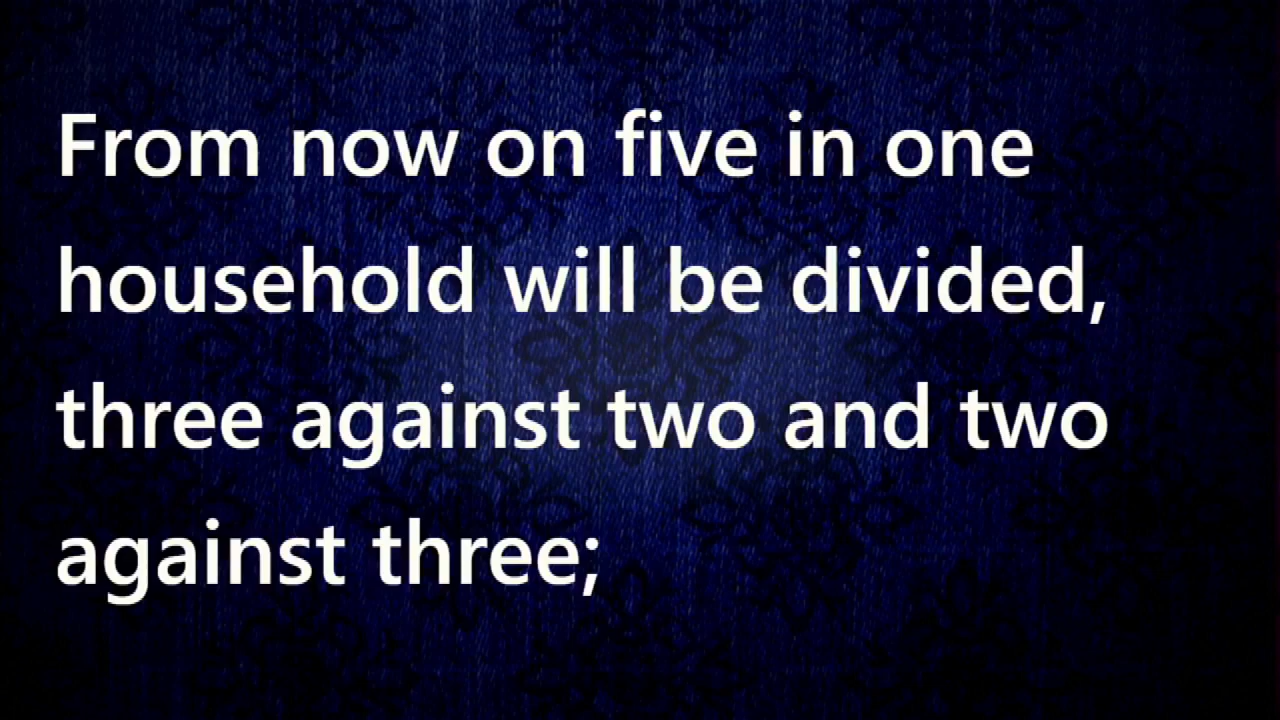 From now on five in one
household will be divided,
three against two and two
against three;